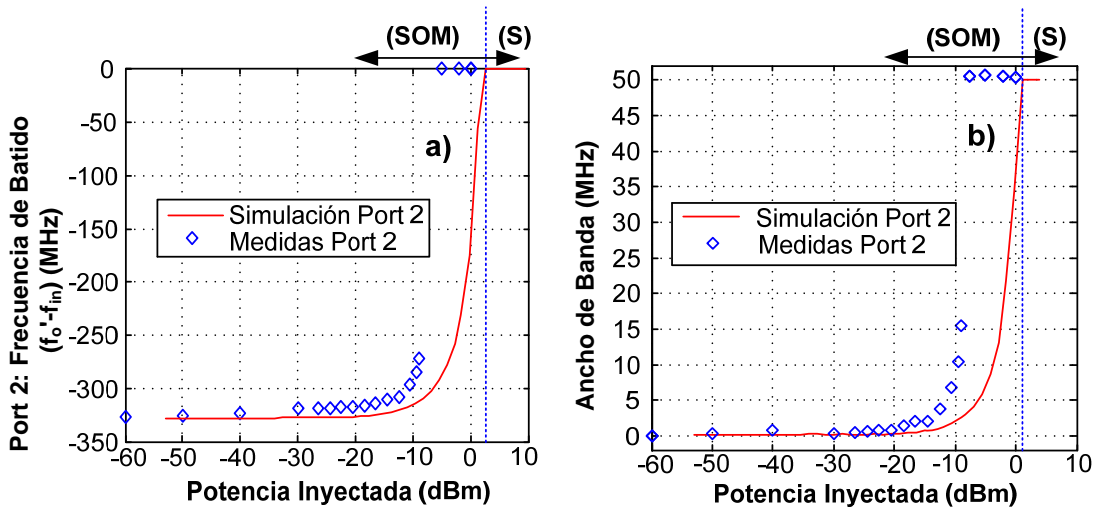 (SOM) (S)
0
-50
-100
-150
-200
-250
-300
-350
-60 -50 -40 -30 -20 -10 0 10
a)
Simulación Port 2
Medidas Port 2
Port 2: Frecuencia de Batido
(fo'-fin) (MHz)
Potencia Inyectada (dBm)
(SOM) (S)
50
45
40
35
30
25
20
15
10
5
0
-60 -50 -40 -30 -20 -10 0 10
b)
Simulación Port 2
Medidas Port 2
Ancho de Banda (MHz)
Potencia Inyectada (dBm)